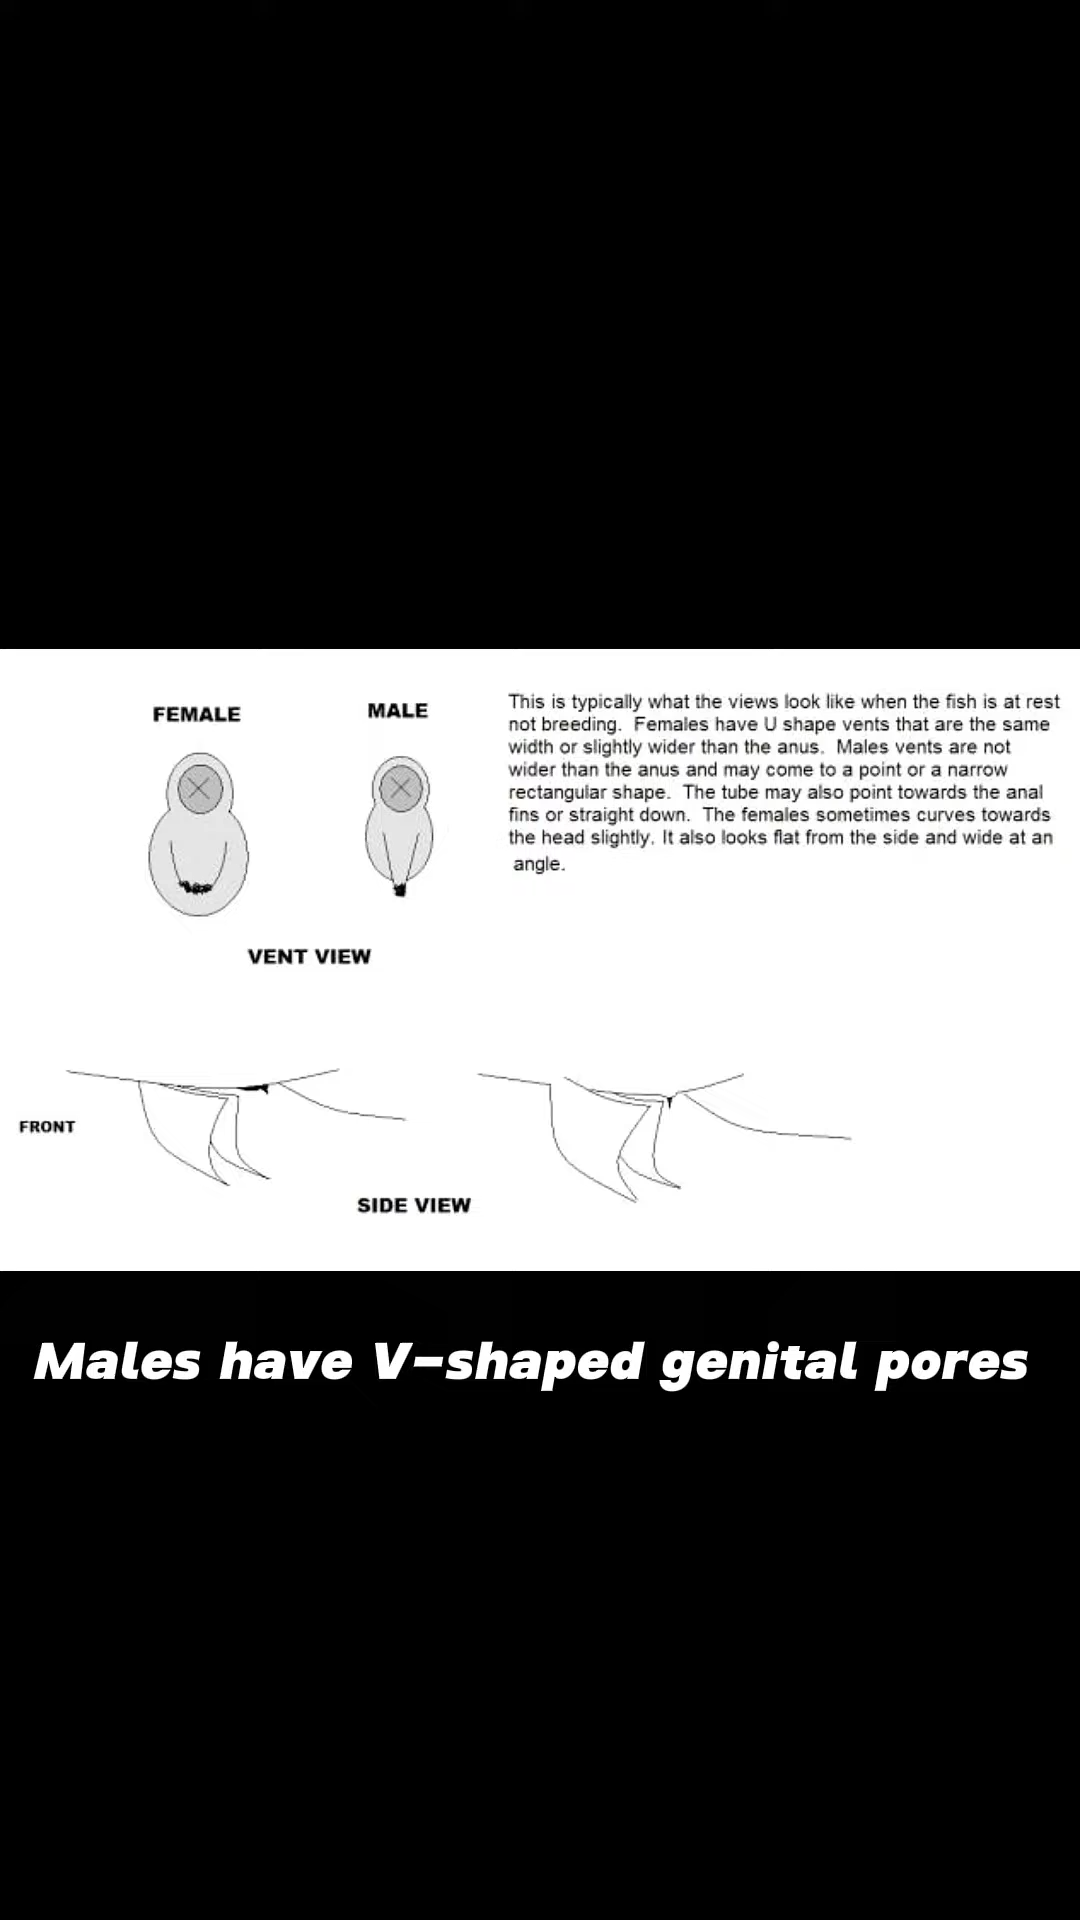 FEMALE
MALE
This is typically what the views look like when the fish is at rest
not breeding. Females have U shape vents that are the same
width or slightly wider than the anus. Males vents are not
wider than the anus and may come to a point or a narrow
rectangular shape. The tube may also point towards the anal
fins or straight down. The females sometimes curves towards
the head slightly. It also looks flat from the side and wide at an
angle.
VENT VIEW
FRONT
SIDE VIEW
Males have V-shaped genital pores